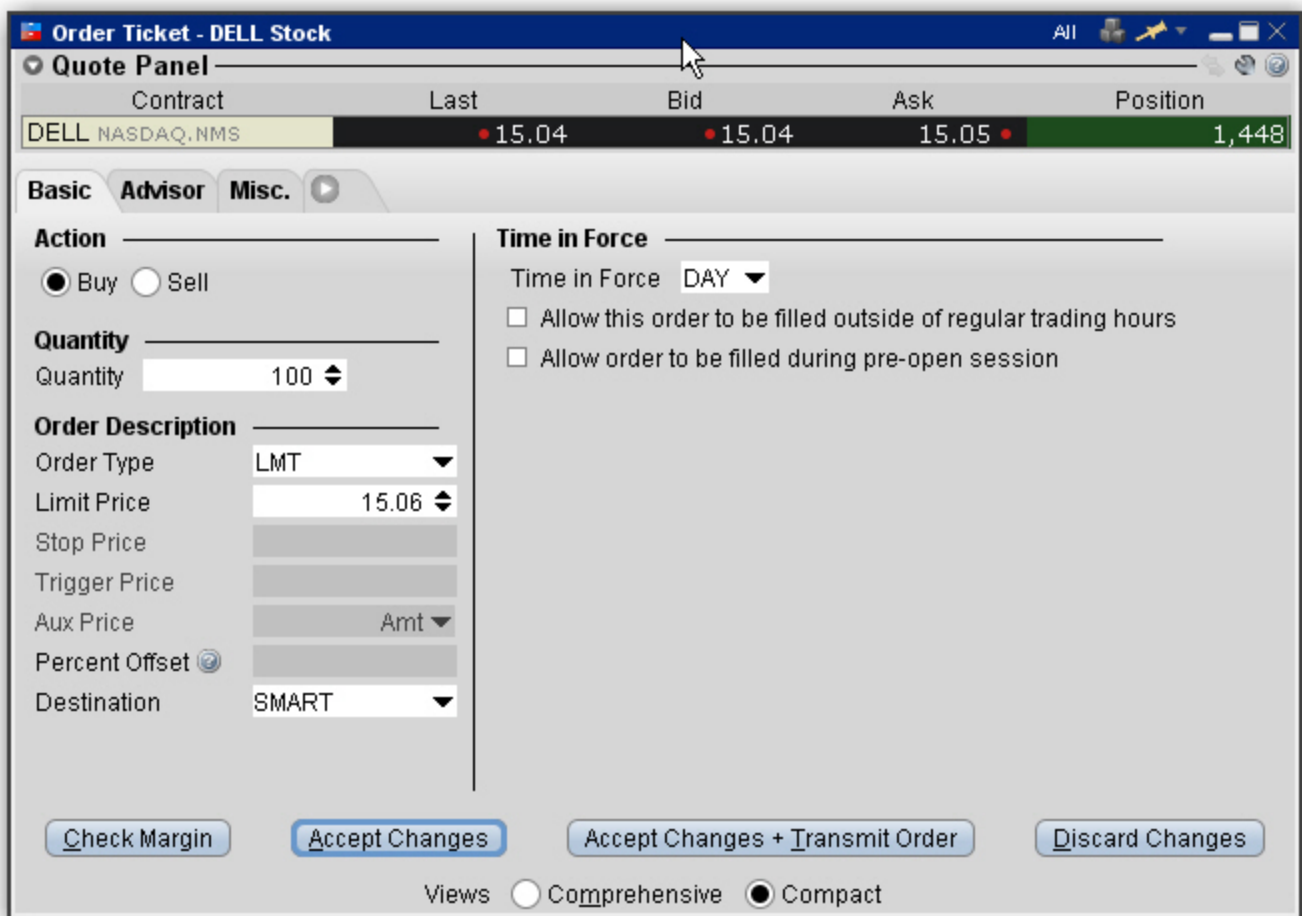 Order Ticket - DELL Stock All
Quote Panel
Contract Last Bid Ask Position
DELL NASDAQ.NMS 15.04 15.04 15.05 1,448
Basic Advisor Misc.
Action
Buy Sell
Quantity
Quantity 100
Order Description
Order Type LMT
Limit Price 15.06
Stop Price
Trigger Price
Aux Price Amt
Percent Offset
Destination SMART
Time in Force
Time in Force DAY
Allow this order to be filled outside of regular trading hours
Allow order to be filled during pre-open session
Check Margin Accept Changes Accept Changes + Transmit Order Discard Changes
Views Comprehensive Compact